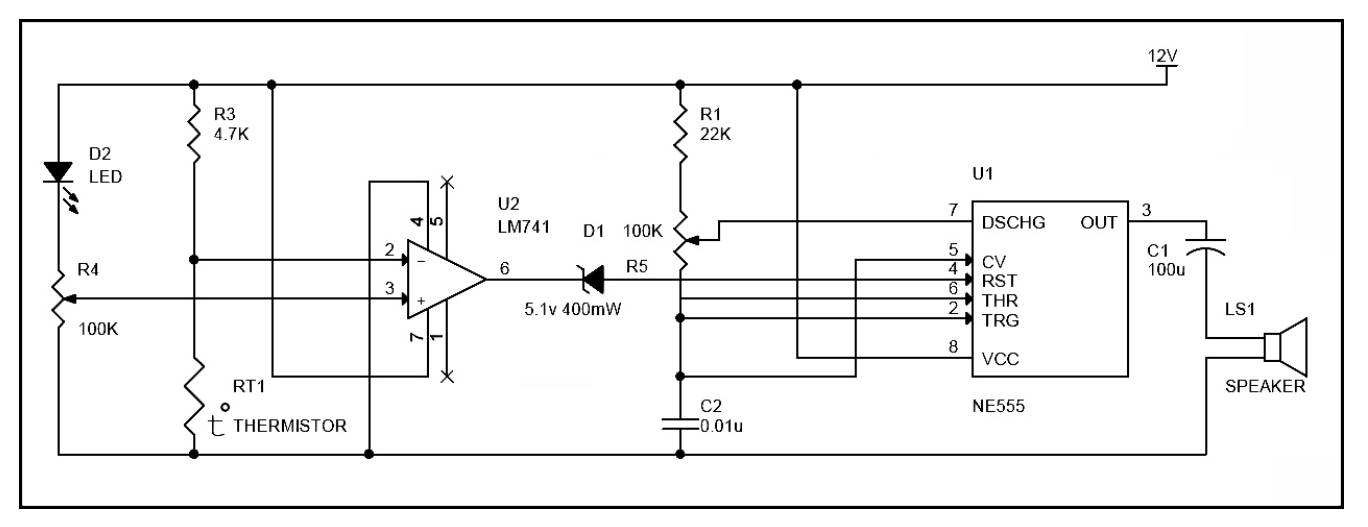 12V
R3
4.7K
R1
22K
D2
LED
U1
U2
LM741
4
5
7
DSCHG
OUT
3
D1
100K
2
−
5
CV
C1
100u
R4
6
R5
4
RST
3
+
6
THR
100K
5.1v 400mW
2
TRG
LS1
7
1
8
VCC
RT1
SPEAKER
t°
THERMISTOR
C2
0.01u
NE555